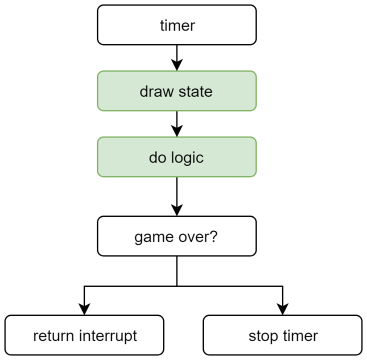 timer
draw state
do logic
game over?
return interrupt
stop timer